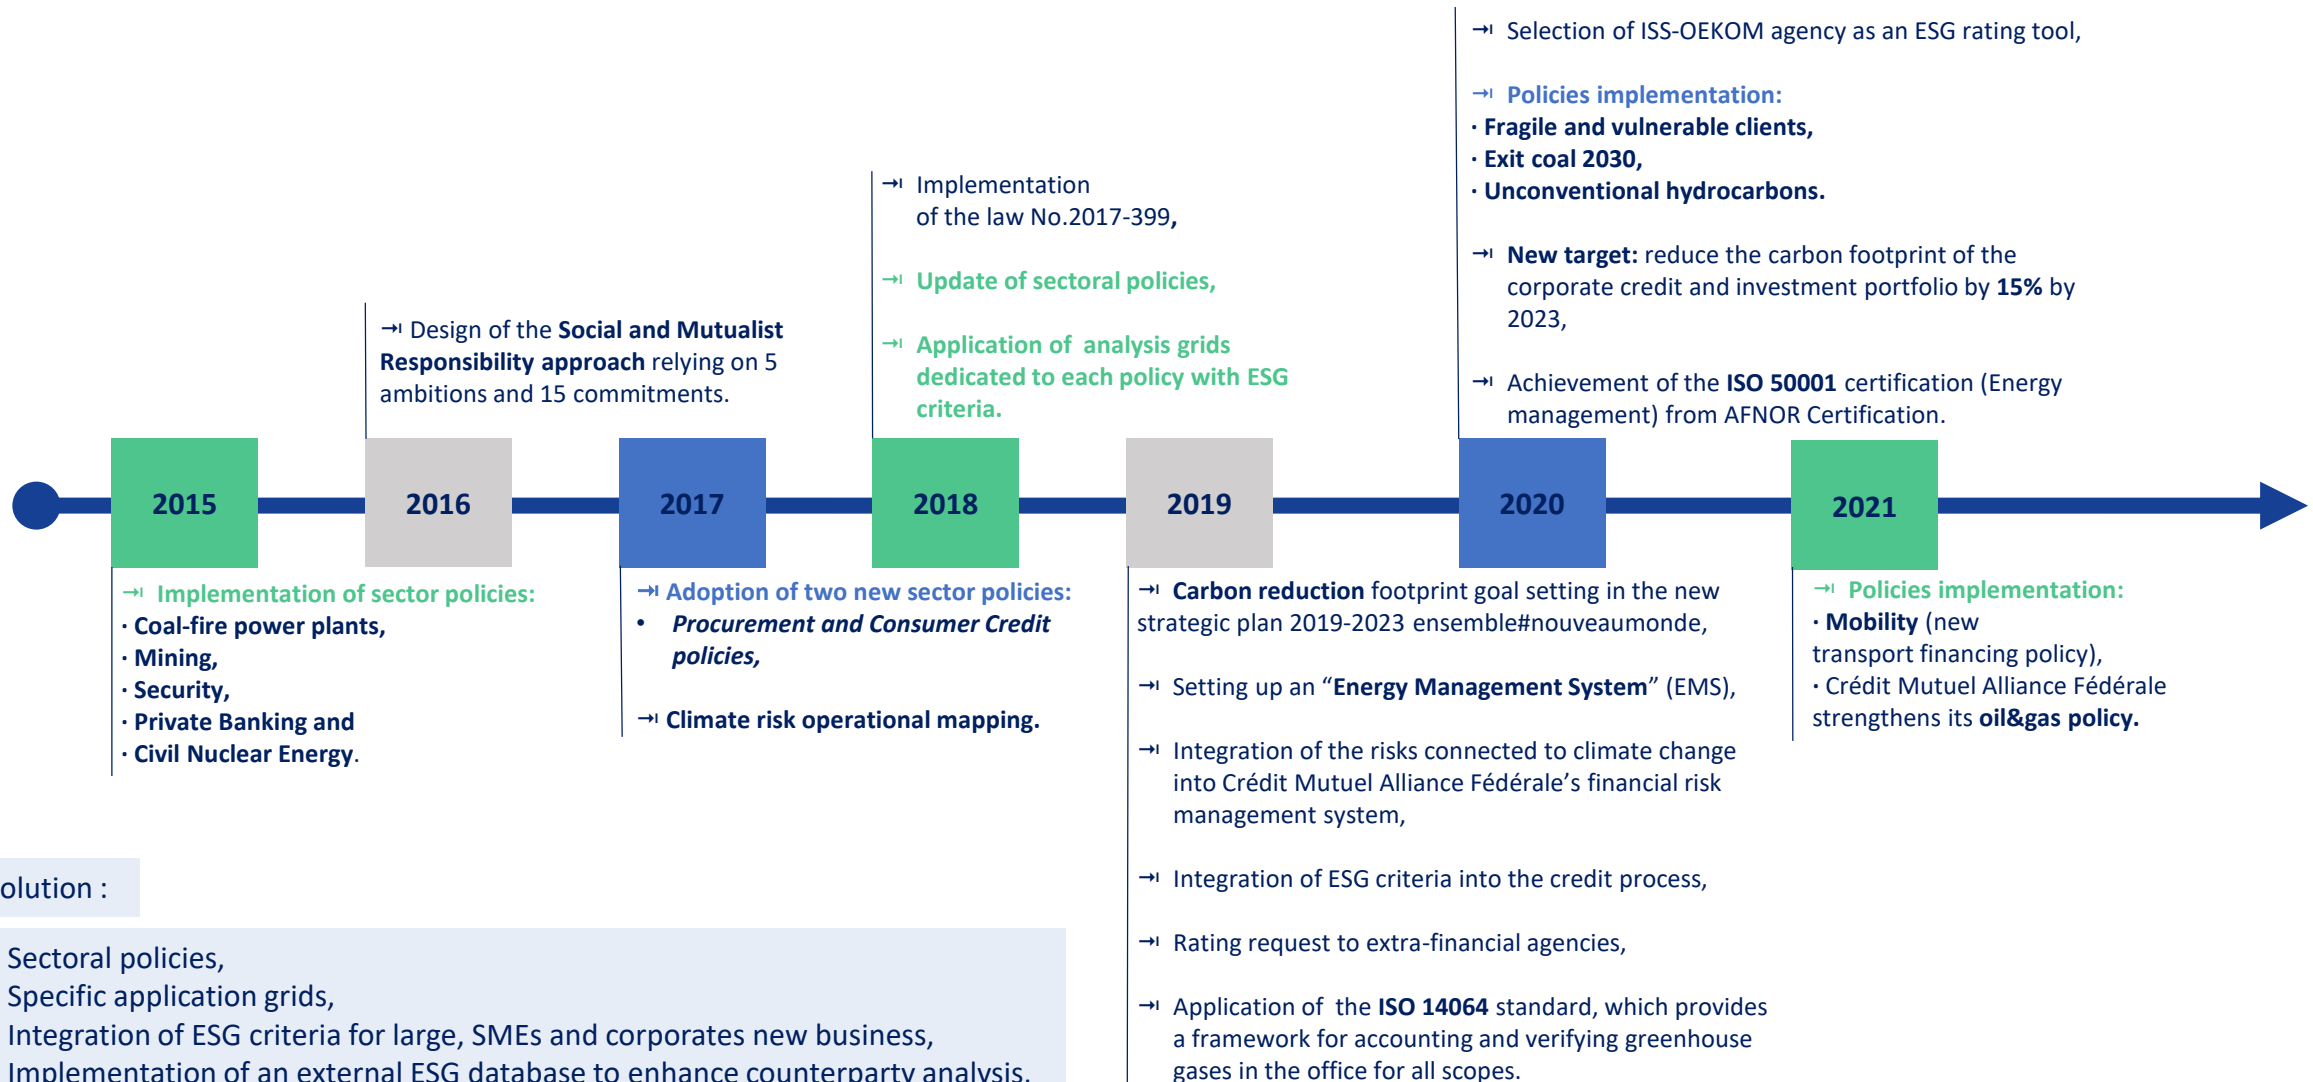 → Selection of ISS-OEKOM agency as an ESG rating tool,
→ Policies implementation:
· Fragile and vulnerable clients,
· Exit coal 2030,
· Unconventional hydrocarbons.
→ New target: reduce the carbon footprint of the
corporate credit and investment portfolio by 15% by
2023,
→ Achievement of the ISO 50001 certification (Energy
management) from AFNOR Certification.
→ Implementation
of the law No.2017-399,
→ Update of sectoral policies,
→ Application of analysis grids
dedicated to each policy with ESG
criteria.
→ Design of the Social and Mutualist
Responsibility approach relying on 5
ambitions and 15 commitments.
2015
2016
2017
2018
2019
2020
2021
→ Implementation of sector policies:
· Coal-fire power plants,
· Mining,
· Security,
· Private Banking and
· Civil Nuclear Energy.
→ Adoption of two new sector policies:
• Procurement and Consumer Credit
policies,
→ Climate risk operational mapping.
→ Carbon reduction footprint goal setting in the new
strategic plan 2019-2023 ensemble#nouveaumonde,
→ Setting up an “Energy Management System” (EMS),
→ Integration of the risks connected to climate change
into Crédit Mutuel Alliance Fédérale’s financial risk
management system,
→ Integration of ESG criteria into the credit process,
→ Rating request to extra-financial agencies,
→ Application of the ISO 14064 standard, which provides
a framework for accounting and verifying greenhouse
gases in the office for all scopes.
→ Policies implementation:
· Mobility (new
transport financing policy),
· Crédit Mutuel Alliance Fédérale
strengthens its oil&gas policy.
olution :
Sectoral policies,
Specific application grids,
Integration of ESG criteria for large, SMEs and corporates new business,
Implementation of an external ESG database to enhance counterparty analysis.